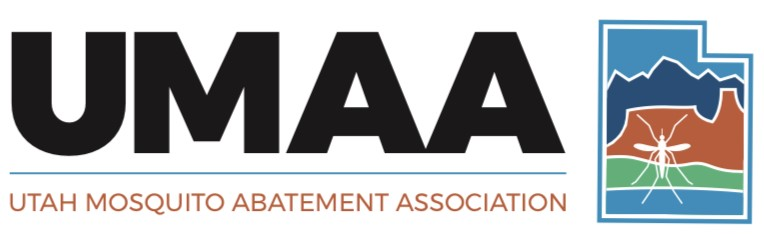 UMAA
UTAH MOSQUITO ABATEMENT ASSOCIATION